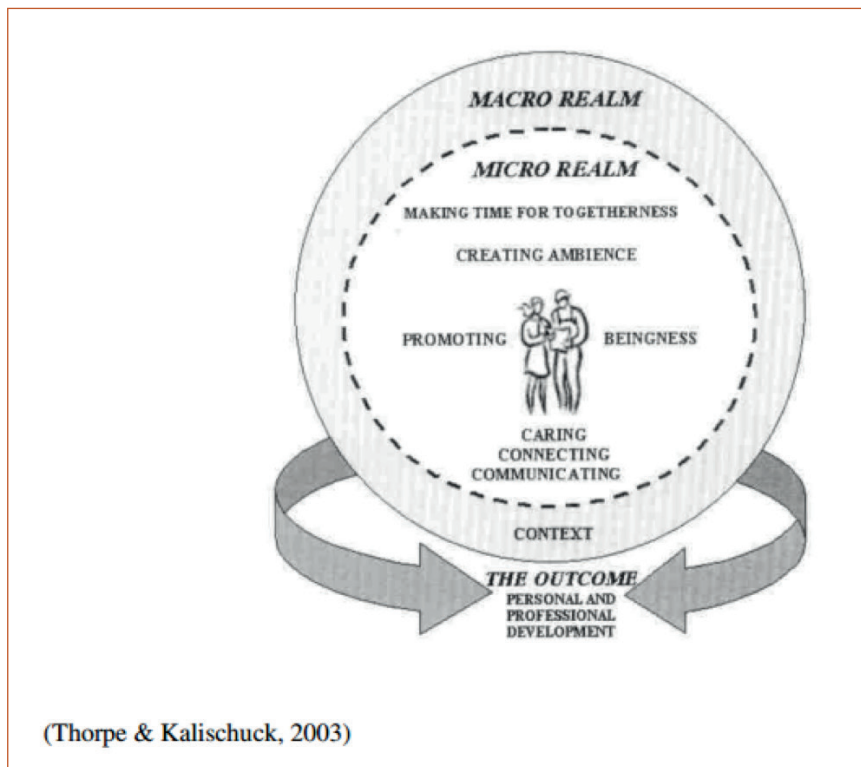 MACRO REALM
MICRO REALM
MAKING TIME FOR TOGETHERNESS
CREATING AMBIENCE
PROMOTING BEINGNESS
CARING
CONNECTING
COMMUNICATING
CONTEXT
THE OUTCOME
PERSONAL AND
PROFESSIONAL
DEVELOPMENT
(Thorpe & Kalischuck, 2003)